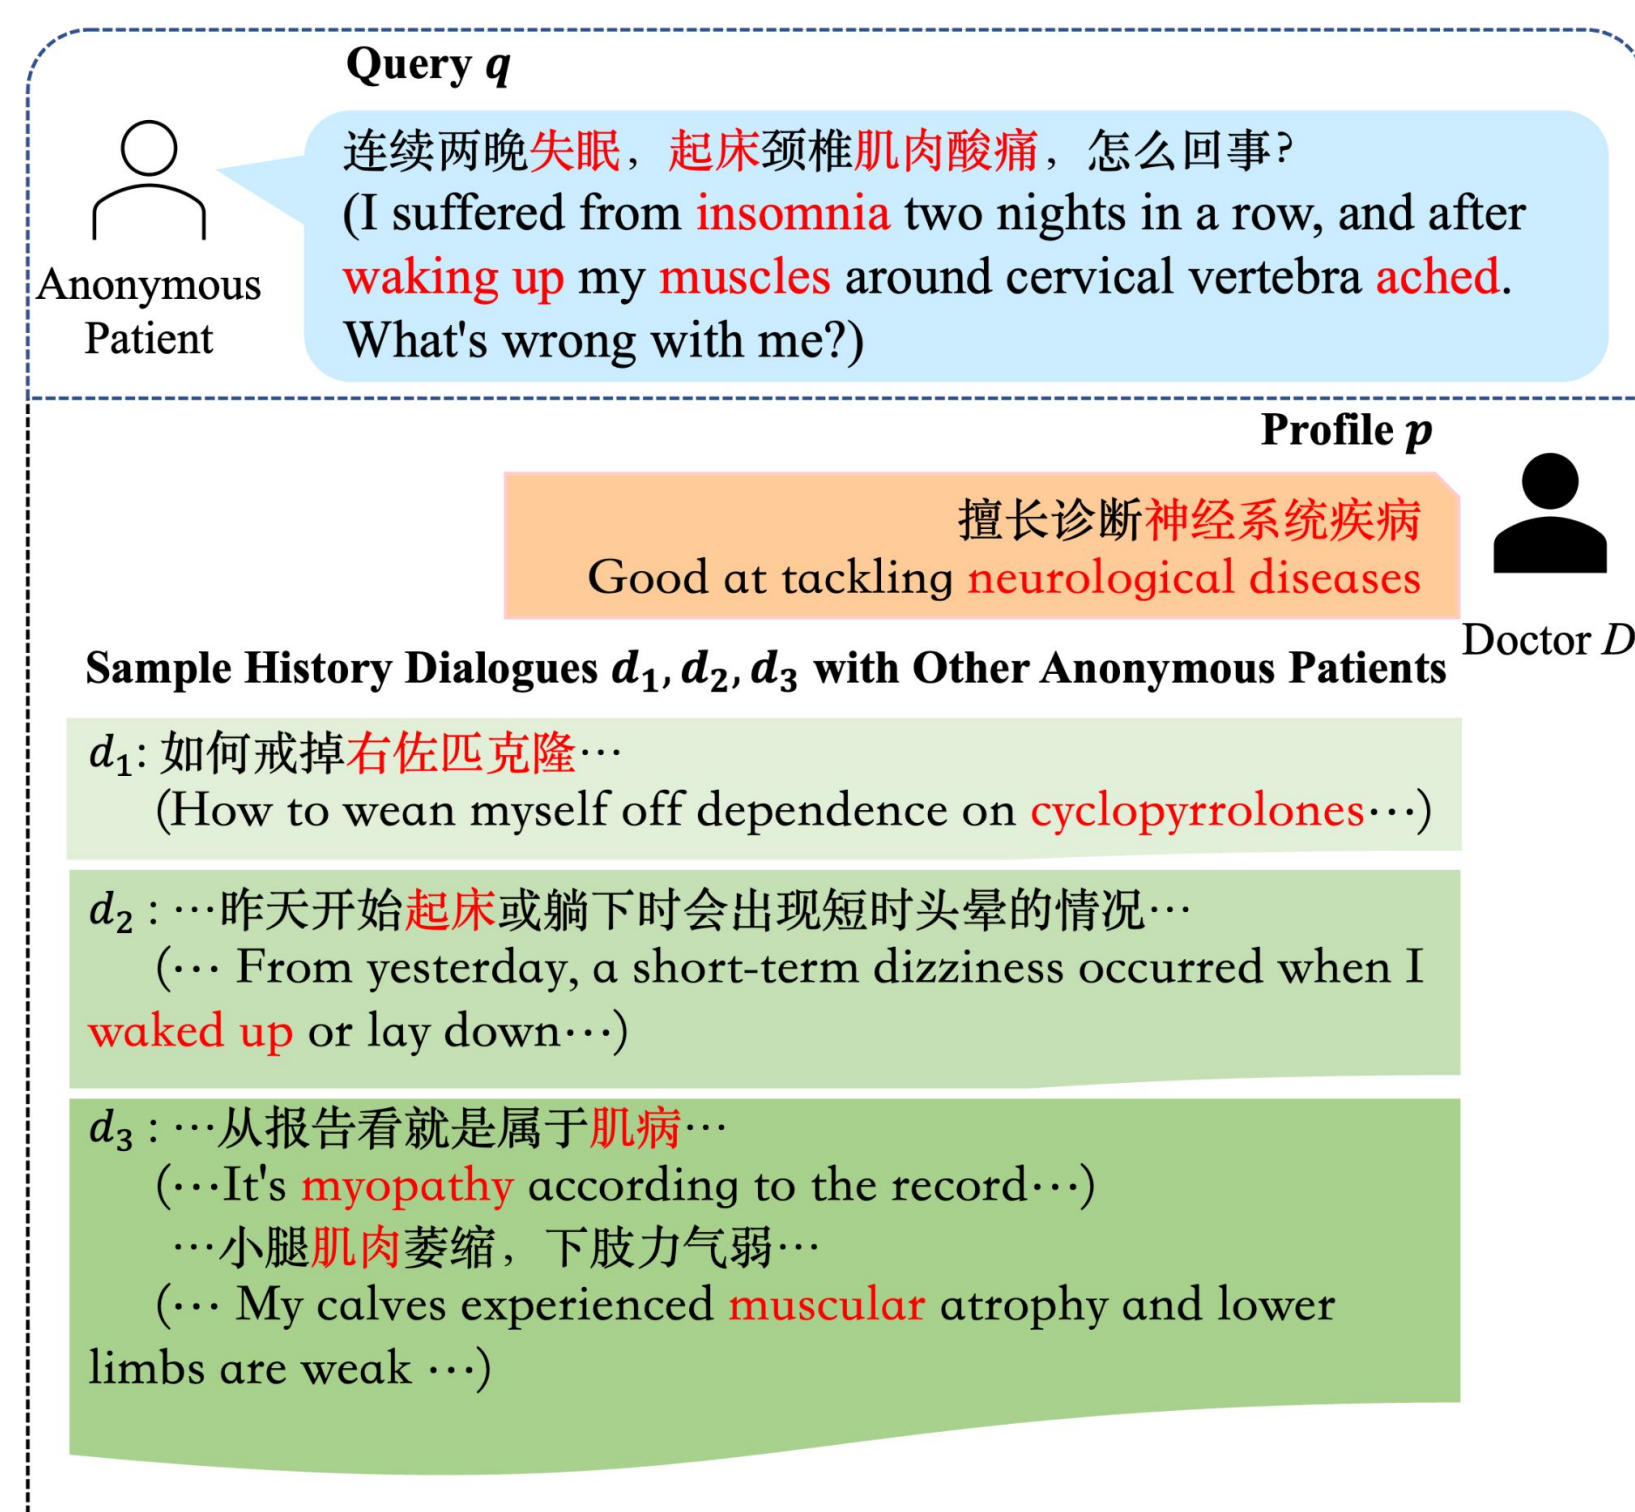 Query q
连续两晚失眠，起床颈椎肌肉酸痛，怎么回事?
(I suffered from insomnia two nights in a row, and after
waking up my muscles around cervical vertebra ached.
What's wrong with me?)
Anonymous
Patient
Profile p
擅长诊断神经系统疾病
Good at tackling neurological diseases
Doctor D
Sample History Dialogues d₁, d₂, d₃ with Other Anonymous Patients
d₁: 如何戒掉右佐匹克隆⋯
(How to wean myself off dependence on cyclopyrrolones⋯)
d₂ : ⋯昨天开始起床或躺下时会出现短时头晕的情况⋯
(⋯ From yesterday, a short-term dizziness occurred when I
waked up or lay down⋯)
d₃ : ⋯从报告看就是属于肌病⋯
(⋯It's myopathy according to the record⋯)
⋯小腿肌肉萎缩，下肢力气弱⋯
(⋯ My calves experienced muscular atrophy and lower
limbs are weak ⋯)